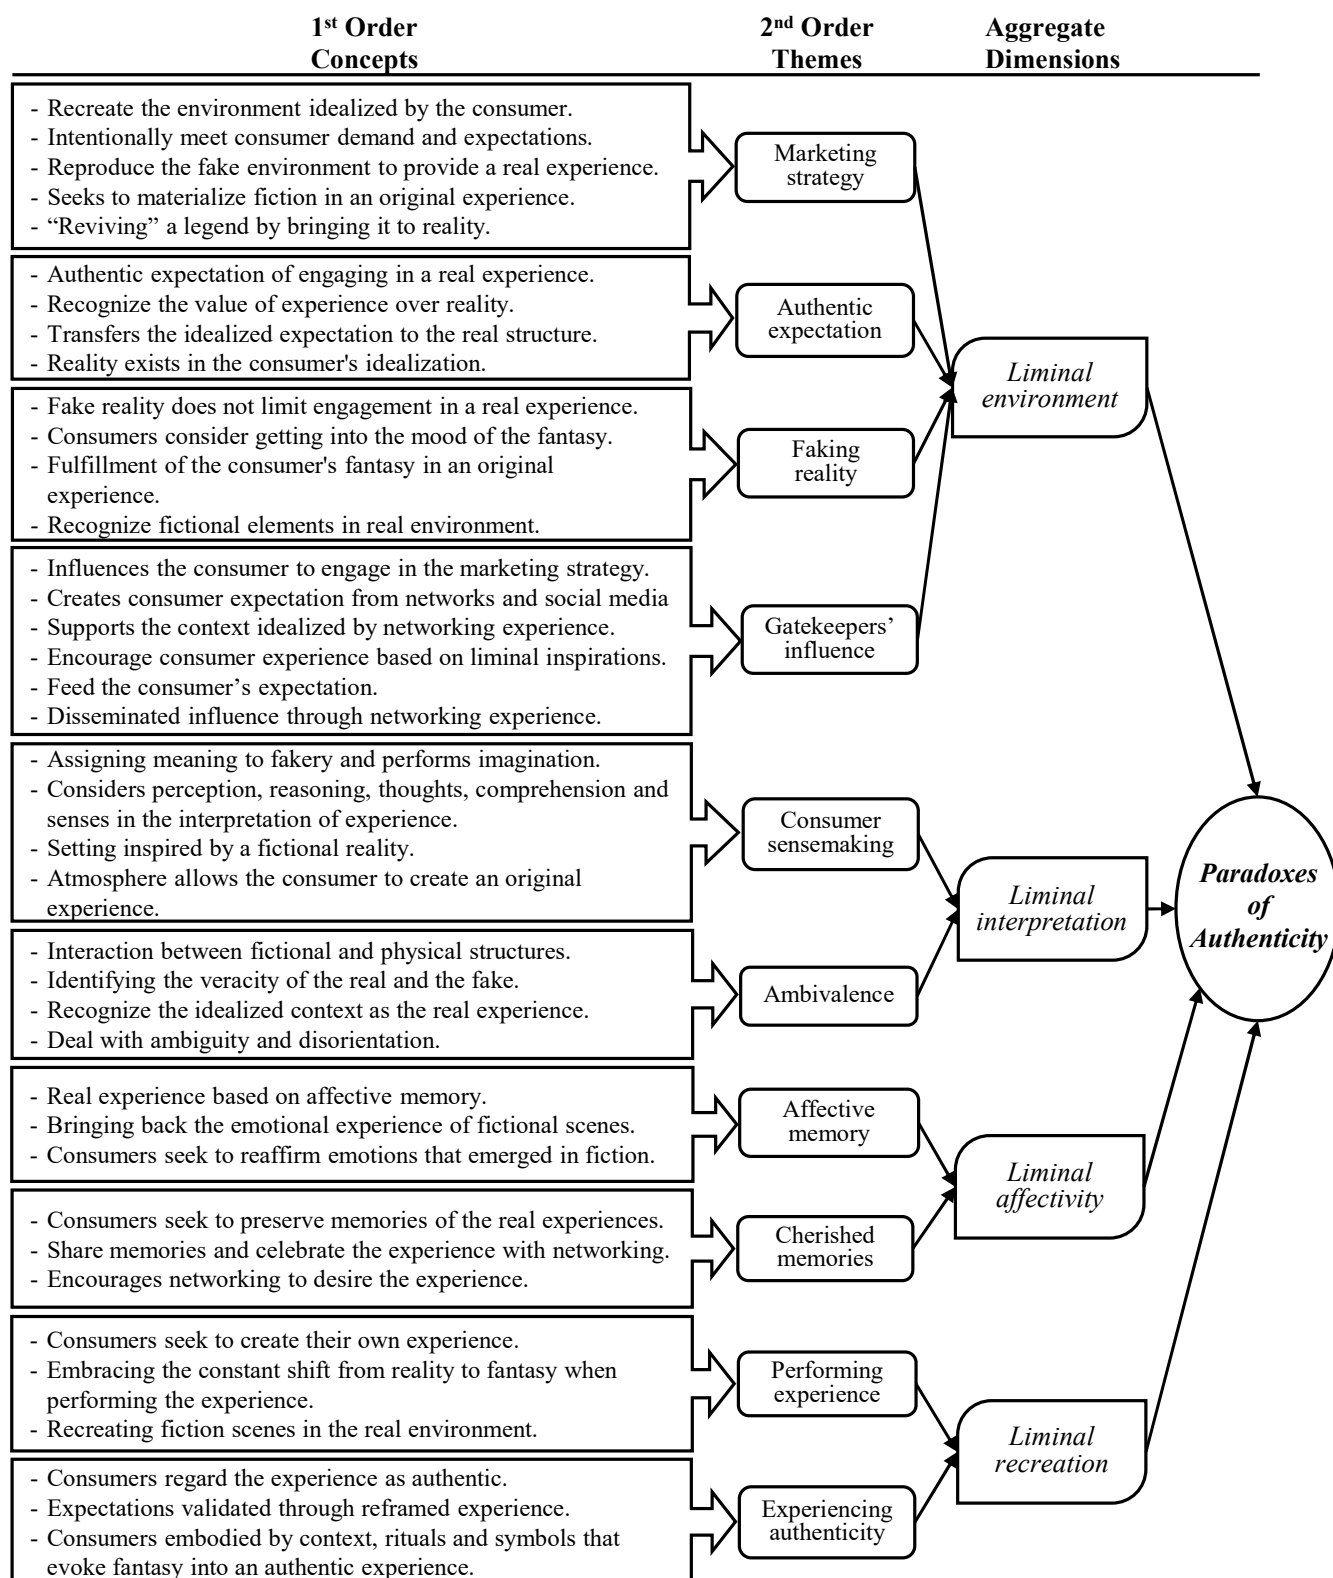 1st Order
Concepts
2nd Order
Themes
Aggregate
Dimensions
- Recreate the environment idealized by the consumer.
- Intentionally meet consumer demand and expectations.
- Reproduce the fake environment to provide a real experience.
- Seeks to materialize fiction in an original experience.
- “Reviving” a legend by bringing it to reality.
Marketing
strategy
- Authentic expectation of engaging in a real experience.
- Recognize the value of experience over reality.
- Transfers the idealized expectation to the real structure.
- Reality exists in the consumer's idealization.
Authentic
expectation
- Fake reality does not limit engagement in a real experience.
- Consumers consider getting into the mood of the fantasy.
- Fulfillment of the consumer's fantasy in an original
experience.
- Recognize fictional elements in real environment.
Faking
reality
- Influences the consumer to engage in the marketing strategy.
- Creates consumer expectation from networks and social media
- Supports the context idealized by networking experience.
- Encourage consumer experience based on liminal inspirations.
- Feed the consumer’s expectation.
- Disseminated influence through networking experience.
Gatekeepers’
influence
Liminal
environment
- Assigning meaning to fakery and performs imagination.
- Considers perception, reasoning, thoughts, comprehension and
senses in the interpretation of experience.
- Setting inspired by a fictional reality.
- Atmosphere allows the consumer to create an original
experience.
Consumer
sensemaking
- Interaction between fictional and physical structures.
- Identifying the veracity of the real and the fake.
- Recognize the idealized context as the real experience.
- Deal with ambiguity and disorientation.
Ambivalence
Liminal
interpretation
- Real experience based on affective memory.
- Bringing back the emotional experience of fictional scenes.
- Consumers seek to reaffirm emotions that emerged in fiction.
Affective
memory
- Consumers seek to preserve memories of the real experiences.
- Share memories and celebrate the experience with networking.
- Encourages networking to desire the experience.
Cherished
memories
Liminal
affectivity
- Consumers seek to create their own experience.
- Embracing the constant shift from reality to fantasy when
performing the experience.
- Recreating fiction scenes in the real environment.
Performing
experience
- Consumers regard the experience as authentic.
- Expectations validated through reframed experience.
- Consumers embodied by context, rituals and symbols that
evoke fantasy into an authentic experience.
Experiencing
authenticity
Liminal
recreation
Paradoxes
of
Authenticity